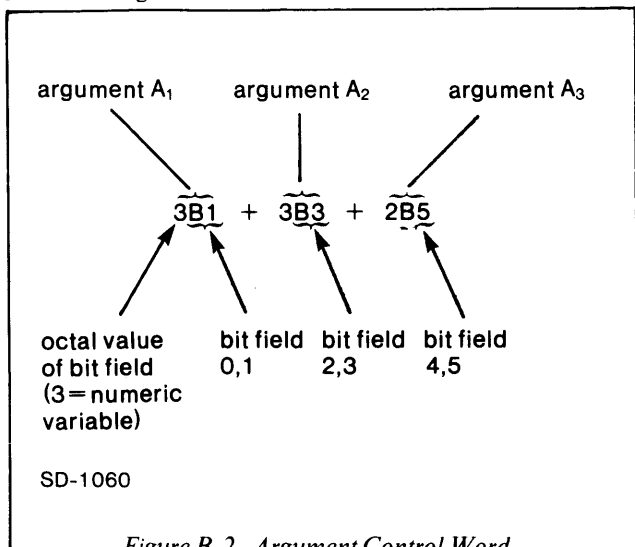 argument A₁ argument A₂ argument A₃
3B1 + 3B3 + 2B5
octal value bit field bit field bit field
of bit field 0,1 2,3 4,5
(3=numeric
variable)
SD-1060
Figure B-2. Argument Control Word